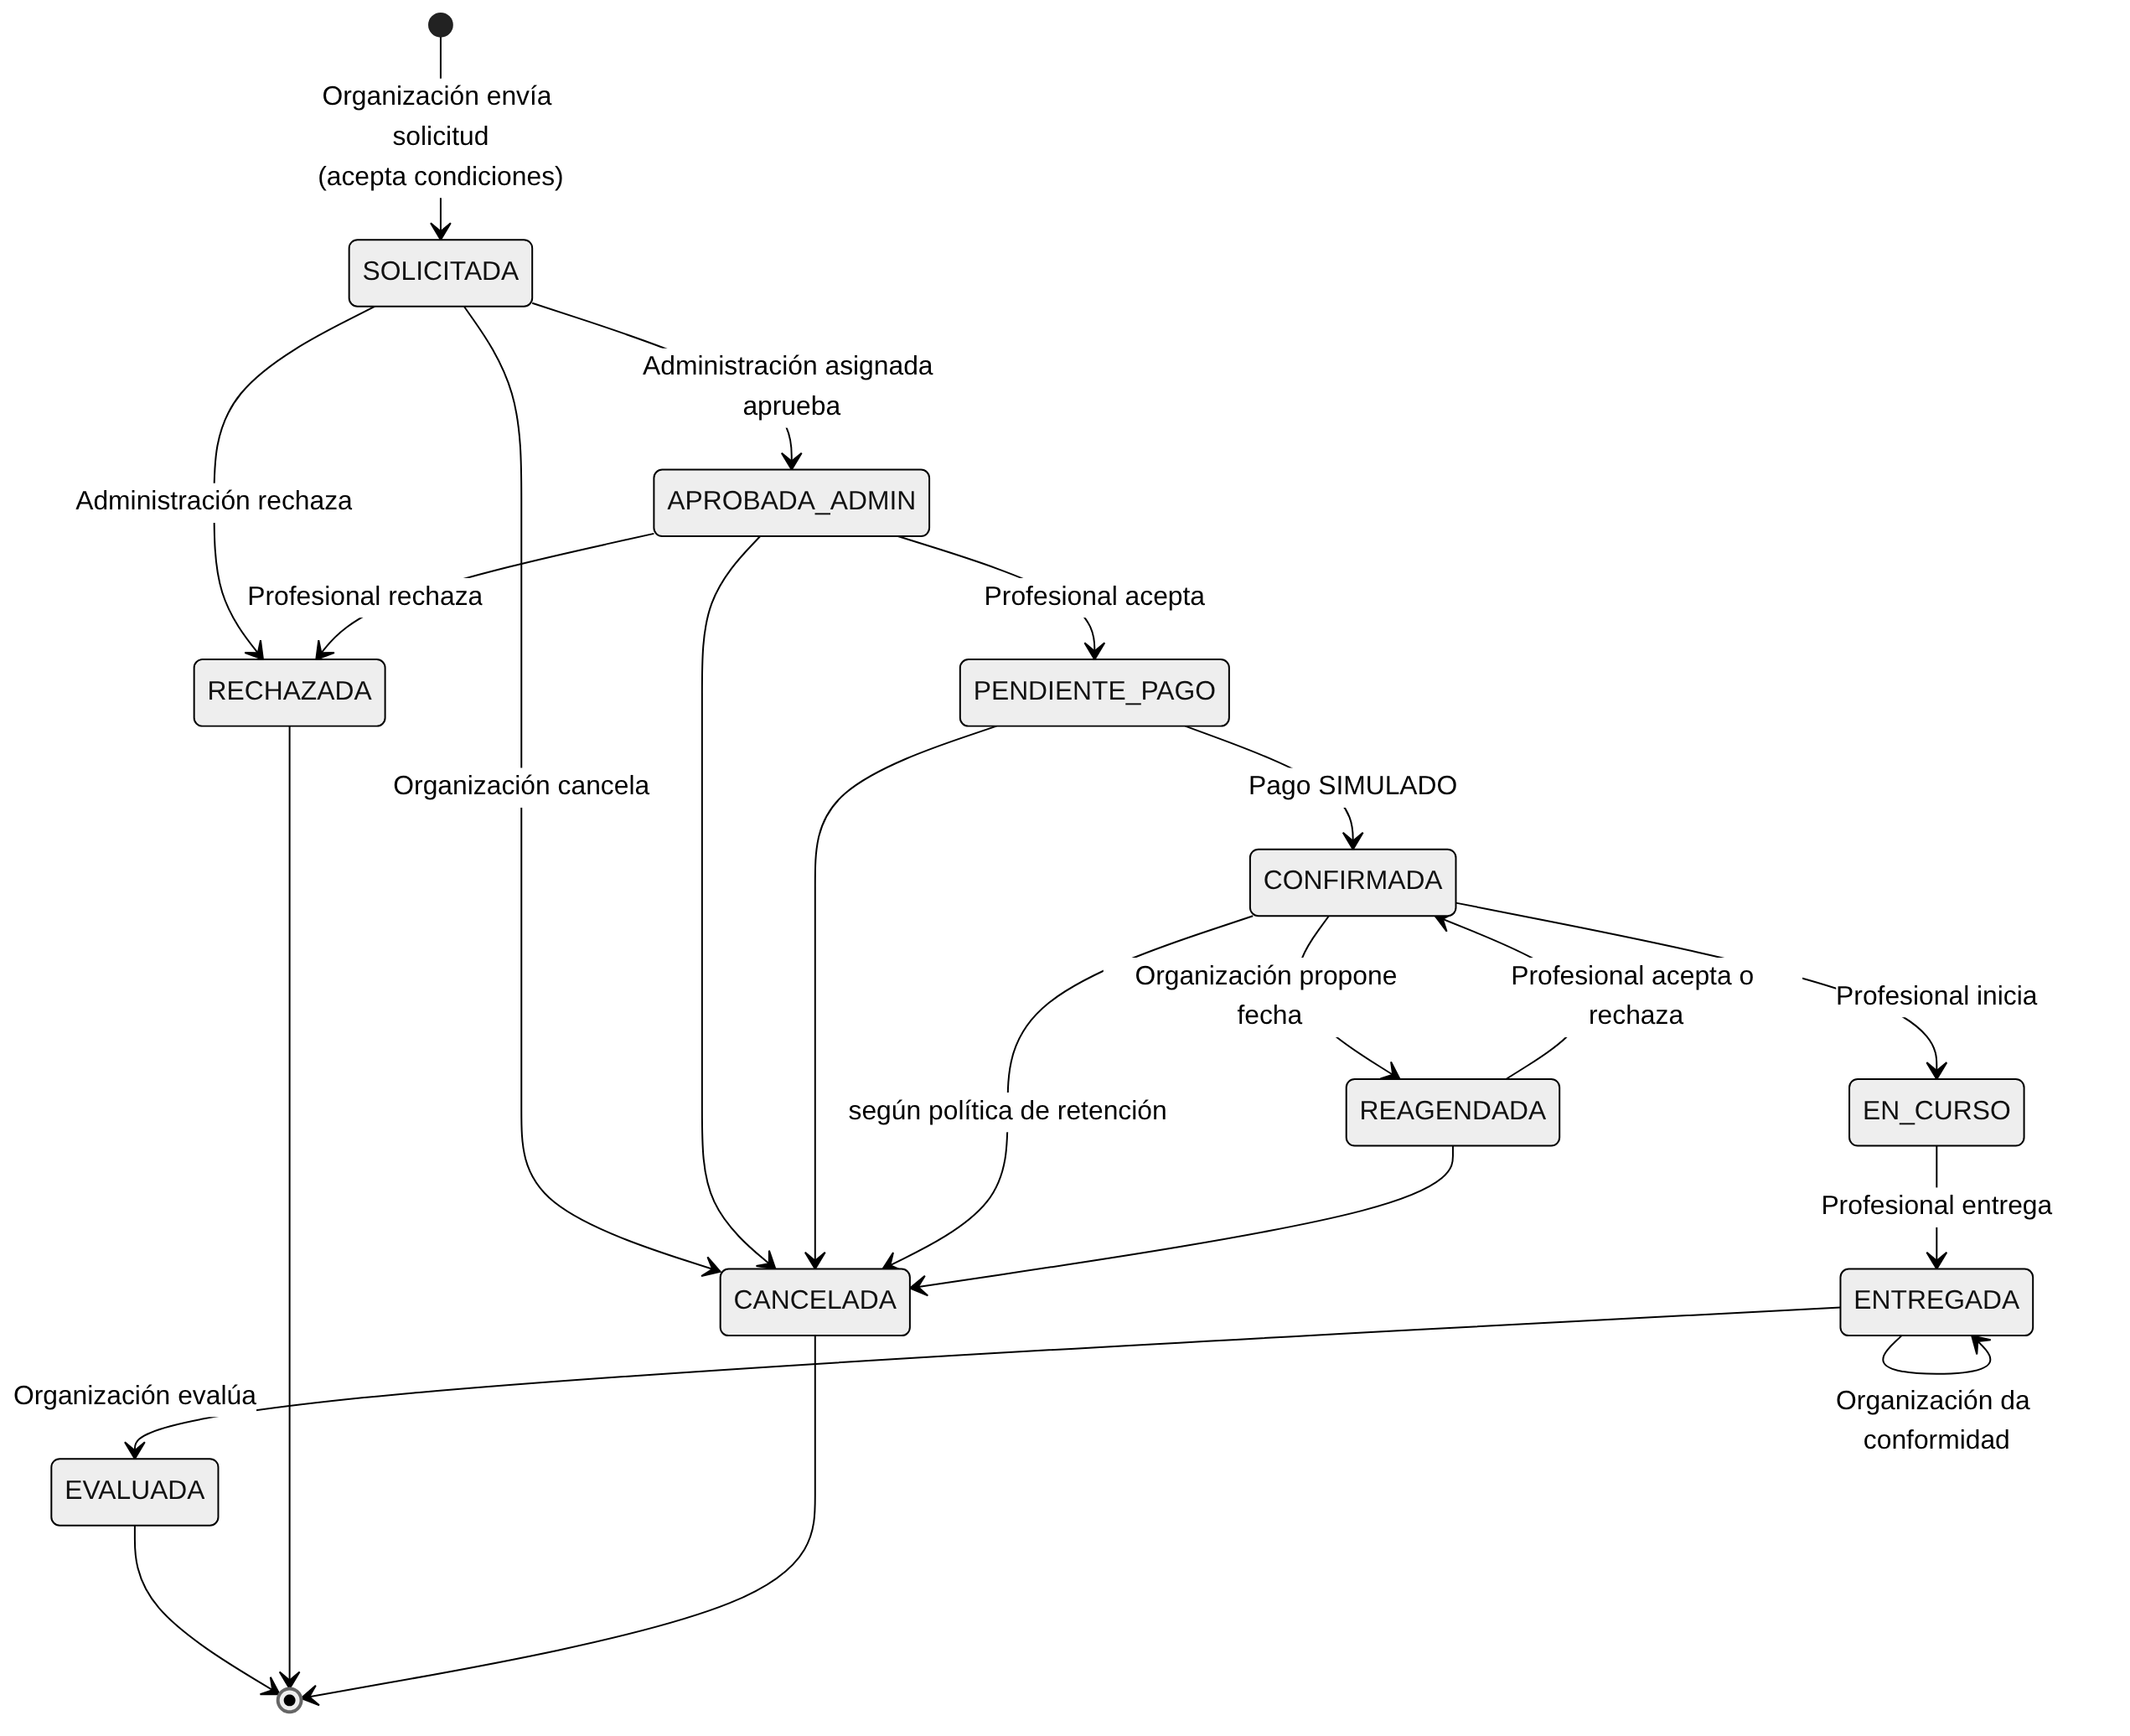 Organización envía
solicitud
(acepta condiciones)
SOLICITADA
Administración asignada
aprueba
Administración rechaza
APROBADA_ADMIN
Profesional rechaza
Profesional acepta
RECHAZADA
PENDIENTE_PAGO
Organización cancela
Pago SIMULADO
CONFIRMADA
Organización propone
fecha
Profesional acepta o
rechaza
Profesional inicia
según política de retención
REAGENDADA
EN_CURSO
Profesional entrega
CANCELADA
ENTREGADA
Organización evalúa
Organización da
conformidad
EVALUADA